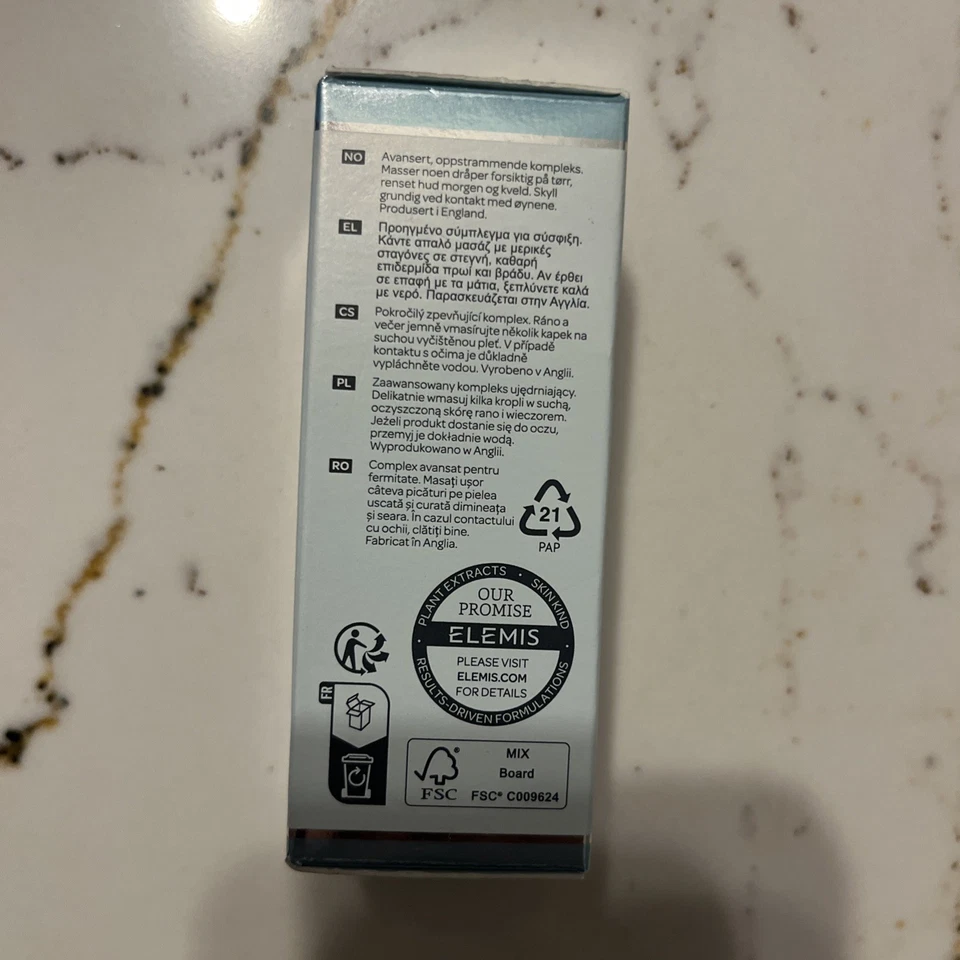 NO
Avansert, oppstrammende kompleks.
Masser noen dråper forsiktig på tørr,
renset hud morgen og kveld. Skyll
grundig ved kontakt med øynene.
Produsert i England.
EL
Προηγμένο σύμπλεγμα για σύσφιξη.
Κάντε απαλό μασάζ με μερικές
σταγόνες σε στεγνή, καθαρή
επιδερμίδα πρωί και βράδυ. Αν έρθει
σε επαφή με τα μάτια, ξεπλύνετε καλά
με νερό. Παρασκευάζεται στην Αγγλία.
CS
Pokročilý zpevňující komplex. Ráno a
večer jemně vmasírujte několik kapek na
suchou vyčištěnou pleť. V případě
kontaktu s očima je důkladně
vypláchněte vodou. Vyrobeno v Anglii.
PL
Zaawansowany kompleks ujędrniający.
Delikatnie wmasuj kilka kropli w suchą,
oczyszczoną skórę rano i wieczorem.
Jeżeli produkt dostanie się do oczu,
przemyj je dokładnie wodą.
Wyprodukowano w Anglii.
RO
Complex avansat pentru
fermitate. Masați ușor
câteva picături pe pielea
uscată și curată dimineața
și seara. În cazul contactului
cu ochii, clătiți bine.
Fabricat în Anglia.
21
PAP
PLANT EXTRACTS • SKIN KIND
OUR
PROMISE
ELEMIS
PLEASE VISIT
ELEMIS.COM
FOR DETAILS
RESULTS-DRIVEN FORMULATIONS
FR
FSC®
MIX
Board
FSC® C009624